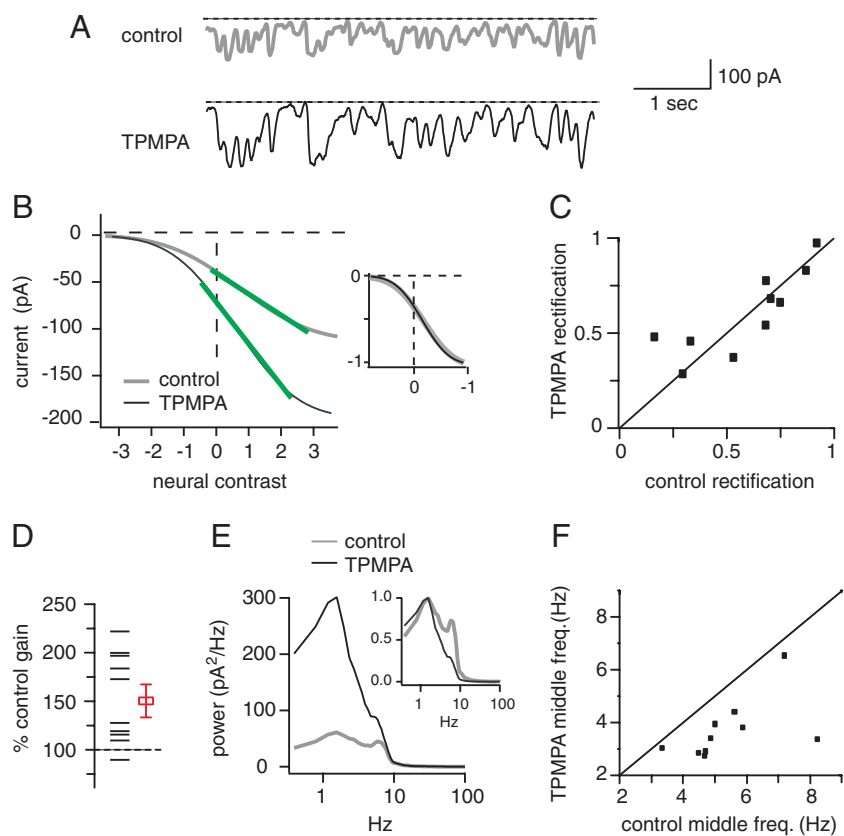 A
control
TPMPA
100 pA
1 sec
B
0
-50
-100
-150
-200
current (pA)
control
TPMPA
-3 -2 -1 0 1 2 3
neural contrast
0
-1
0 -1
C
1
0.5
0
TPMPA rectification
0 0.5 1
control rectification
D
250
200
150
100
% control gain
E
control
TPMPA
300
200
100
0
power (pA²/Hz)
1 10 100
Hz
1.0
0.5
0.0
1 10 100
Hz
F
8
6
4
2
TPMPA middle freq.(Hz)
2 4 6 8
control middle freq. (Hz)